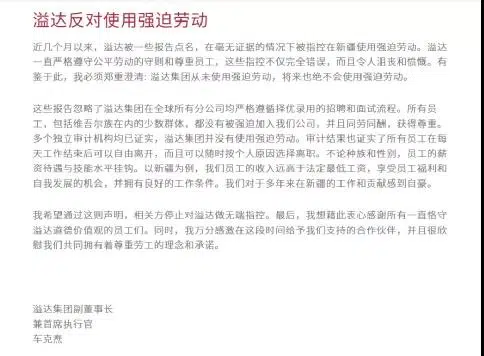 溢达反对使用强迫劳动
近几个月以来，溢达被一些报告点名，在毫无证据的情况下被指控在新疆使用强迫劳动。溢达
一直严格遵守公平劳动的守则和尊重员工，这些指控不仅完全错误，而且令人沮丧和愤慨。有
鉴于此，我必须郑重澄清: 溢达集团从未使用强迫劳动，将来也绝不会使用强迫劳动。
这些报告忽略了溢达集团在全球所有分公司均严格遵循择优录用的招聘和面试流程。所有员
工，包括维吾尔族在内的少数群体，都没有被强迫加入我们公司，并且同劳同酬，获得尊重。
多个独立审计机构均已证实，溢达集团并没有使用强迫劳动。审计结果也证实了所有员工在每
天工作结束后可以自由离开，而且可以随时按个人原因选择离职。不论种族和性别，员工的薪
资待遇与技能水平挂钩。以新疆为例，我们员工的收入远高于法定最低工资，享受员工福利和
自我发展的机会，并拥有良好的工作条件。我们对于多年来在新疆的工作和贡献感到自豪。
我希望通过这则声明，相关方停止对溢达做无端指控。最后，我想藉此衷心感谢所有一直恪守
溢达道德价值观的员工们。同时，我万分感激在这段时间给予我们支持的合作伙伴，并且很欣
慰我们共同拥有着尊重劳工的理念和承诺。
溢达集团副董事长
兼首席执行官
车克焘